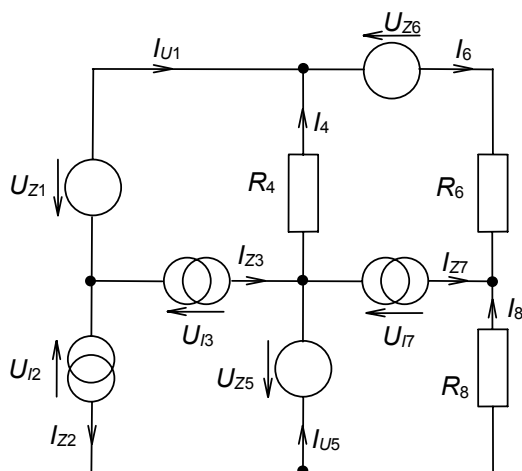 U_Z6
I_U1
I_6
I_4
U_Z1
R_4
R_6
I_Z3
I_Z7
U_I3
U_I7
I_8
U_I2
U_Z5
R_8
I_Z2
I_U5